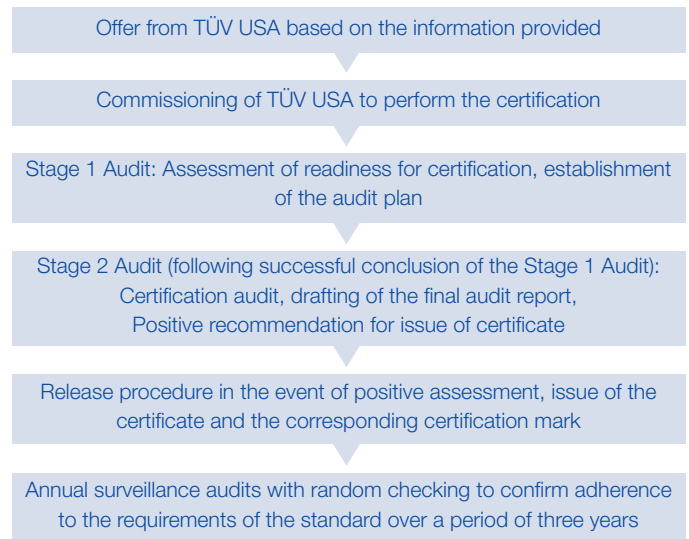 Offer from TÜV USA based on the information provided
Commissioning of TÜV USA to perform the certification
Stage 1 Audit: Assessment of readiness for certification, establishment
of the audit plan
Stage 2 Audit (following successful conclusion of the Stage 1 Audit):
Certification audit, drafting of the final audit report,
Positive recommendation for issue of certificate
Release procedure in the event of positive assessment, issue of the
certificate and the corresponding certification mark
Annual surveillance audits with random checking to confirm adherence
to the requirements of the standard over a period of three years